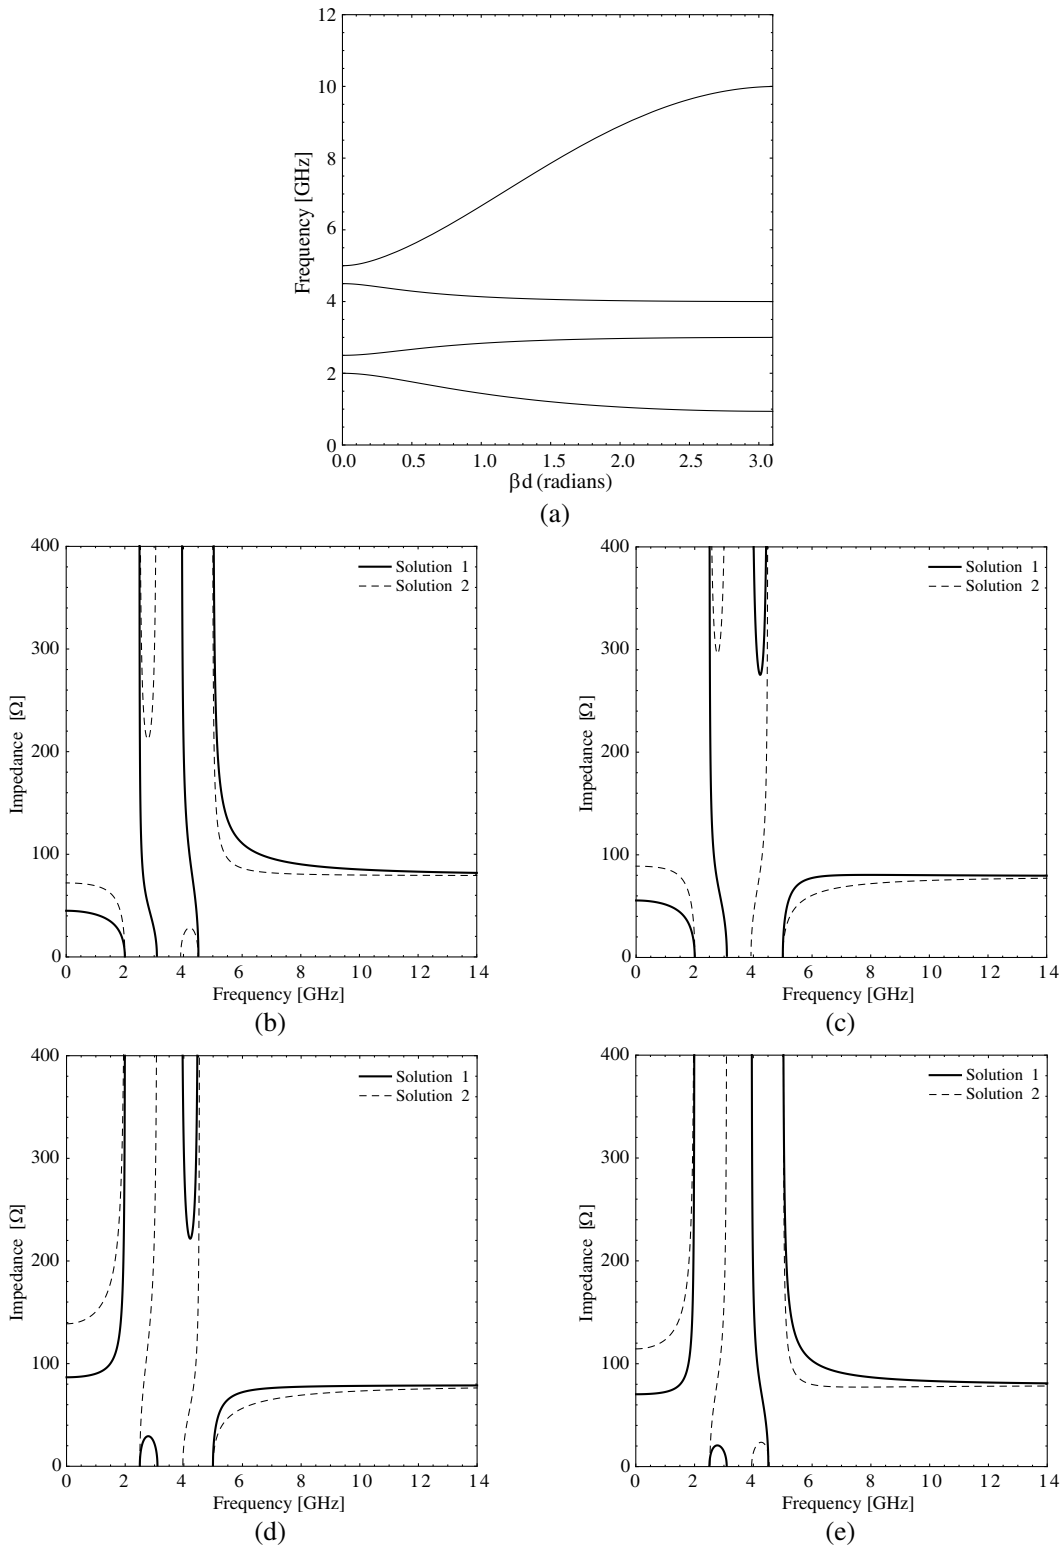 12
10
8
6
4
2
0
Frequency [GHz]
0.0 0.5 1.0 1.5 2.0 2.5 3.0
βd (radians)
(a)
400
300
200
100
0
Impedance [Ω]
Solution 1
Solution 2
0 2 4 6 8 10 12 14
Frequency [GHz]
(b)
400
300
200
100
0
Impedance [Ω]
Solution 1
Solution 2
0 2 4 6 8 10 12 14
Frequency [GHz]
(c)
400
300
200
100
0
Impedance [Ω]
Solution 1
Solution 2
0 2 4 6 8 10 12 14
Frequency [GHz]
(d)
400
300
200
100
0
Impedance [Ω]
Solution 1
Solution 2
0 2 4 6 8 10 12 14
Frequency [GHz]
(e)